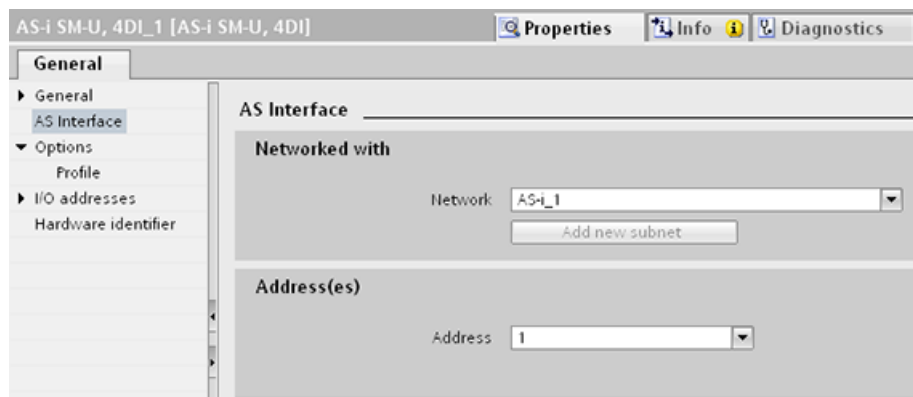 AS-i SM-U, 4DI_1 [AS-i SM-U, 4DI]
Properties
Info
Diagnostics
General
General
AS Interface
Options
Profile
I/O addresses
Hardware identifier
AS Interface
Networked with
Network AS-i_1
Add new subnet
Address(es)
Address 1